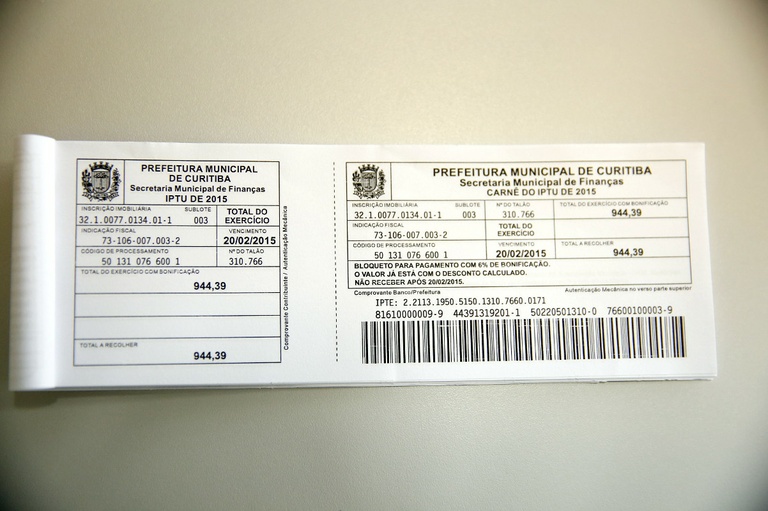 PREFEITURA MUNICIPAL
DE CURITIBA
Secretaria Municipal de Finanças
IPTU DE 2015
INSCRIÇÃO IMOBILIÁRIA SUBLOTE
32.1.0077.0134.01-1 003
TOTAL DO
EXERCÍCIO
INDICAÇÃO FISCAL
73-106-007.003-2
VENCIMENTO
20/02/2015
CÓDIGO DE PROCESSAMENTO
50 131 076 600 1
Nº DO TALÃO
310.766
TOTAL DO EXERCÍCIO COM BONIFICAÇÃO
944,39
TOTAL A RECOLHER
944,39
Comprovante Contribuinte / Autenticação Mecânica
PREFEITURA MUNICIPAL DE CURITIBA
Secretaria Municipal de Finanças
CARNÊ DO IPTU DE 2015
INSCRIÇÃO IMOBILIÁRIA SUBLOTE
32.1.0077.0134.01-1 003
Nº DO TALÃO
310.766
TOTAL DO EXERCÍCIO COM BONIFICAÇÃO
944,39
INDICAÇÃO FISCAL
73-106-007.003-2
TOTAL DO
EXERCÍCIO
CÓDIGO DE PROCESSAMENTO
50 131 076 600 1
VENCIMENTO
20/02/2015
TOTAL A RECOLHER
944,39
BLOQUETO PARA PAGAMENTO COM 6% DE BONIFICAÇÃO.
O VALOR JÁ ESTÁ COM O DESCONTO CALCULADO.
NÃO RECEBER APÓS 20/02/2015.
Comprovante Banco/Prefeitura Autenticação Mecânica no verso parte superior
IPTE: 2.2113.1950.5150.1310.7660.0171
81610000009-9 44391319201-1 50220501310-0 76600100003-9